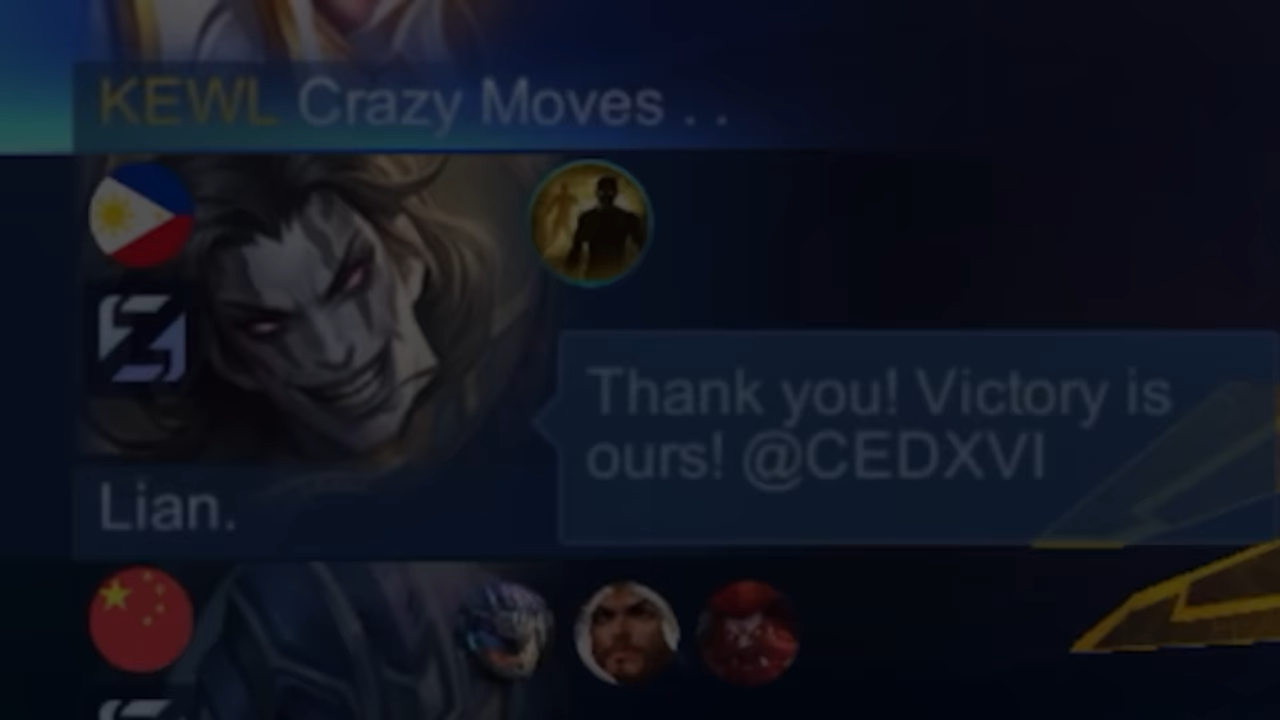 KEWL Crazy Moves . .
Thank you! Victory is
ours! @CEDXVI
Lian.